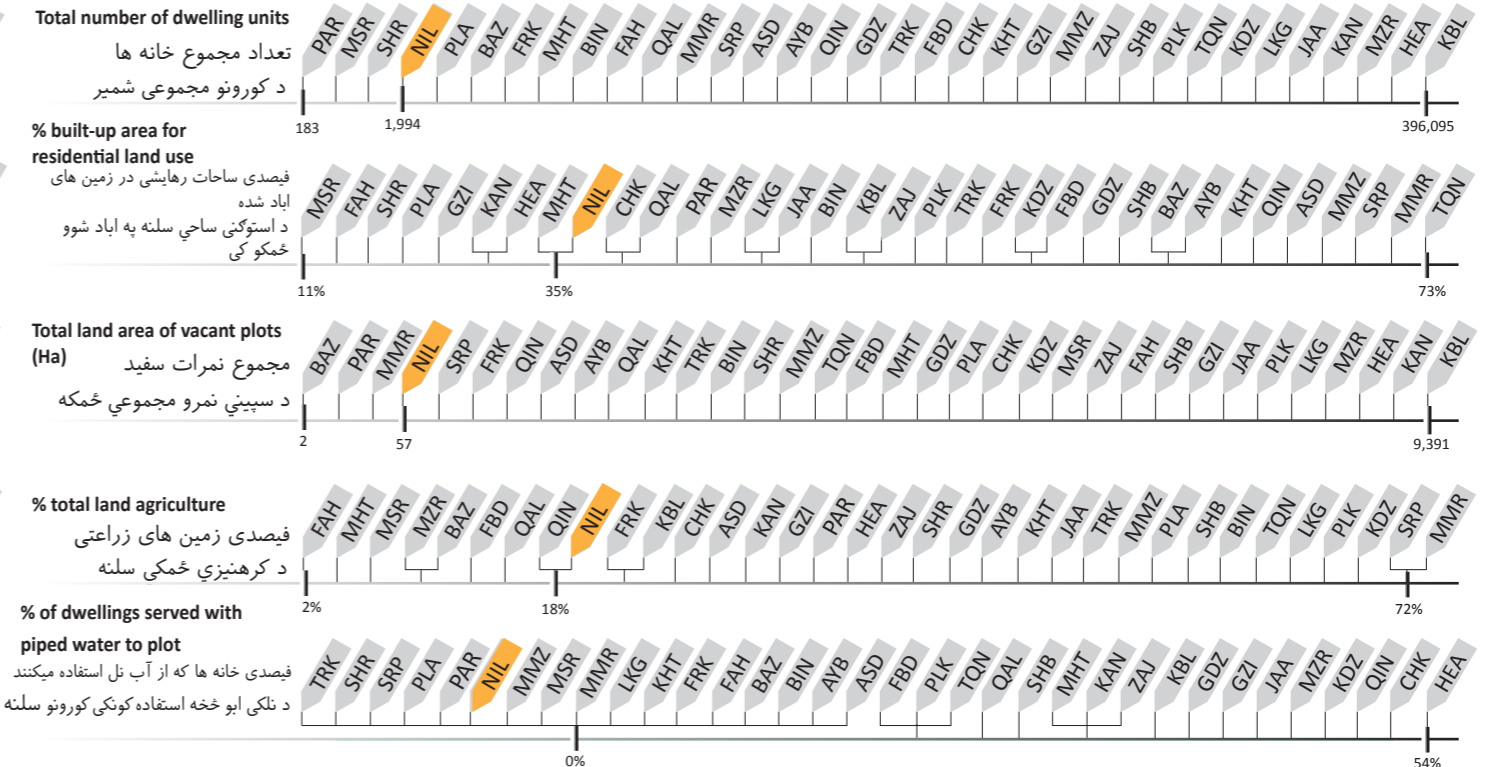 Total number of dwelling units
تعداد مجموع خانه ها
د کورونو مجموعی شمیر
PAR MSR SHR NIL PLA BAZ FRK MHT BIN FAH QAL MMR SRP ASD AYB QIN GDZ TRK FBD CHK KHT GZI MMZ ZAJ SHB PLK TQN KDZ LKG JAA KAN MZR HEA KBL
183 1,994 396,095
% built-up area for
residential land use
فیصدی ساحات رهایشی در زمین های
اباد شده
د استوګنی ساحي سلنه په اباد شوو
ځمکو کی
MSR FAH SHR PLA GZI KAN HEA MHT NIL CHK QAL PAR MZR LKG JAA BIN KBL ZAJ PLK TRK FRK KDZ FBD GDZ SHB BAZ AYB KHT QIN ASD MMZ SRP MMR TQN
11% 35% 73%
Total land area of vacant plots
(Ha)
مجموع نمرات سفید
د سپیني نمرو مجموعي ځمکه
BAZ PAR MMR NIL SRP FRK QIN ASD AYB QAL KHT TRK BIN SHR MMZ TQN FBD MHT GDZ PLA CHK KDZ MSR ZAJ FAH SHB GZI JAA PLK LKG MZR HEA KAN KBL
2 57 9,391
% total land agriculture
فیصدی زمین های زراعتی
د کرهنیزي ځمکی سلنه
FAH MHT MSR MZR BAZ FBD QAL QIN NIL FRK KBL CHK ASD KAN GZI PAR HEA ZAJ SHR GDZ AYB KHT JAA TRK MMZ PLA SHB BIN TQN LKG PLK KDZ SRP MMR
2% 18% 72%
% of dwellings served with
piped water to plot
فیصدی خانه ها که از آب نل استفاده میکنند
د نلکی ابو څخه استفاده کونکی کورونو سلنه
TRK SHR SRP PLA PAR NIL MMZ MSR MMR LKG KHT FRK FAH BAZ BIN AYB ASD FBD PLK TQN QAL SHB MHT KAN ZAJ KBL GDZ GZI JAA MZR KDZ QIN CHK HEA
0% 54%